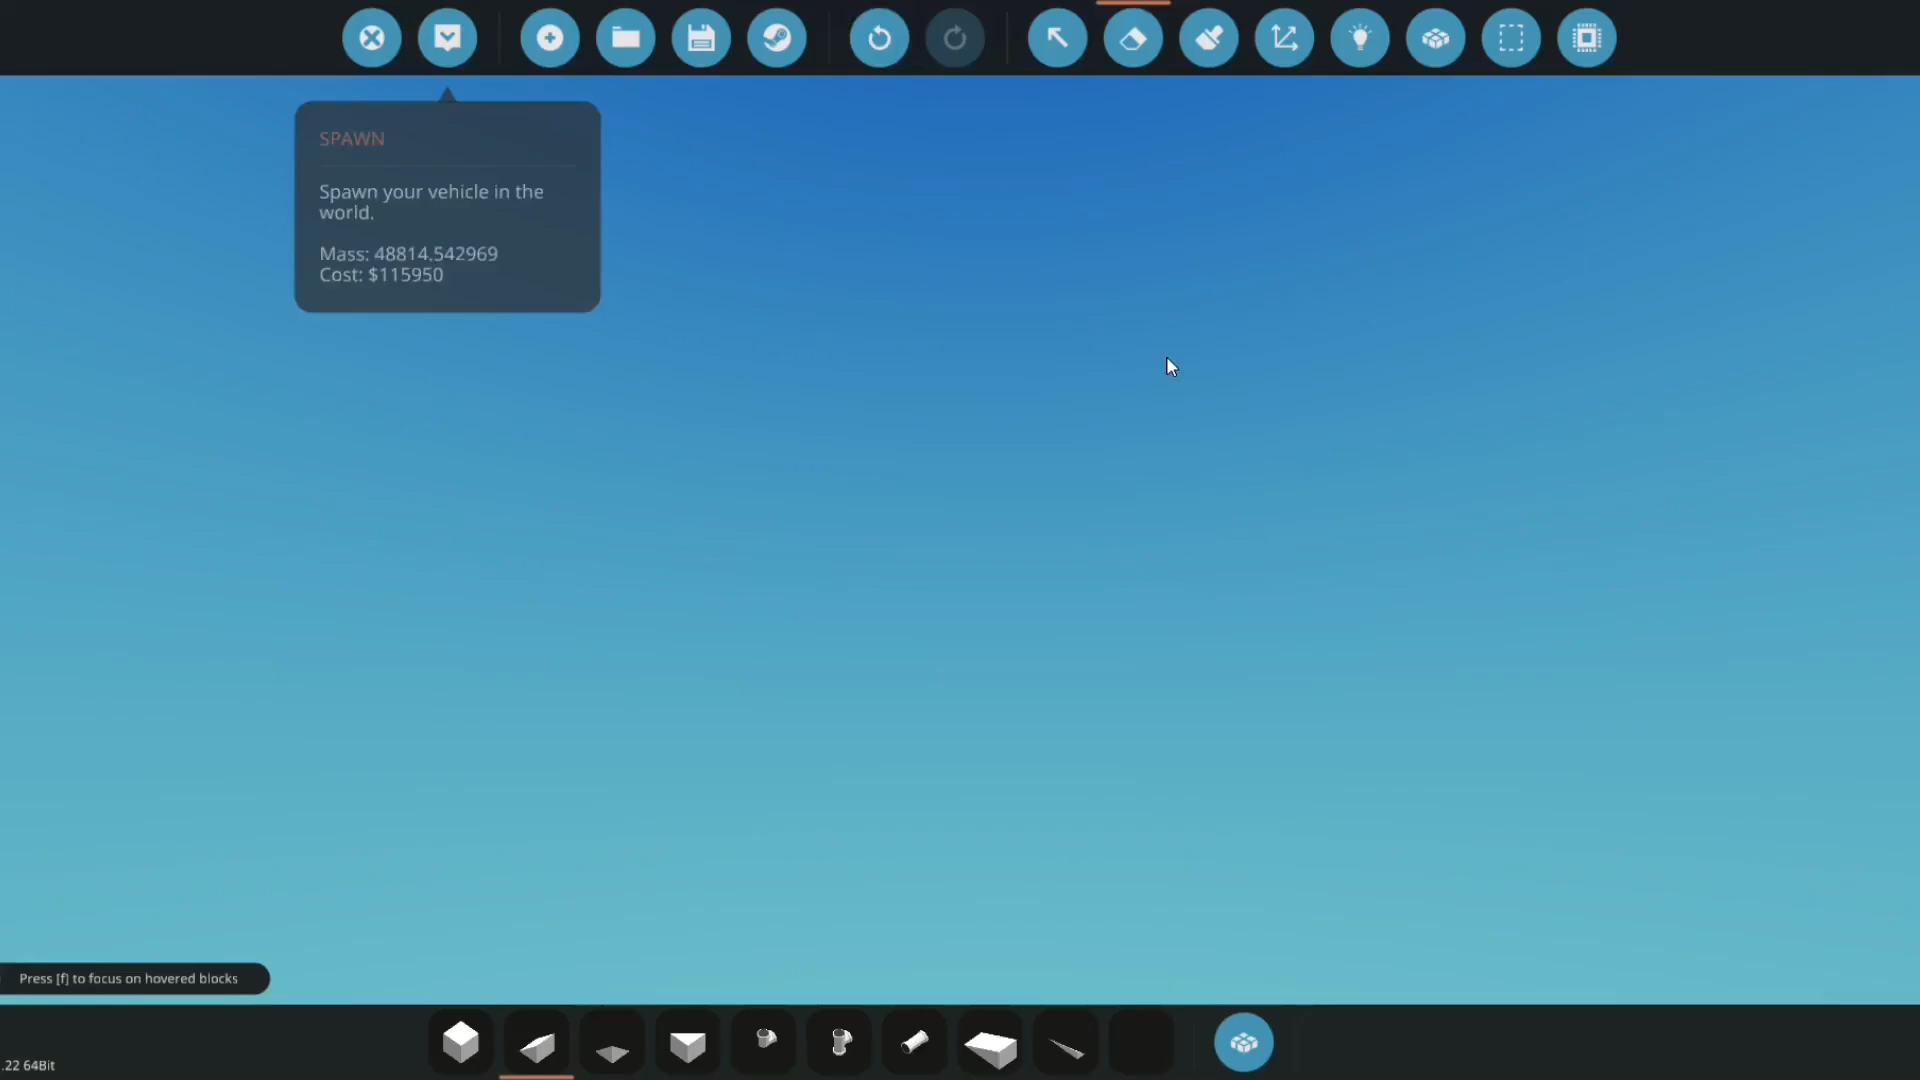 SPAWN
Spawn your vehicle in the
world.
Mass: 48814.542969
Cost: $115950
Press [f] to focus on hovered blocks
.22 64Bit